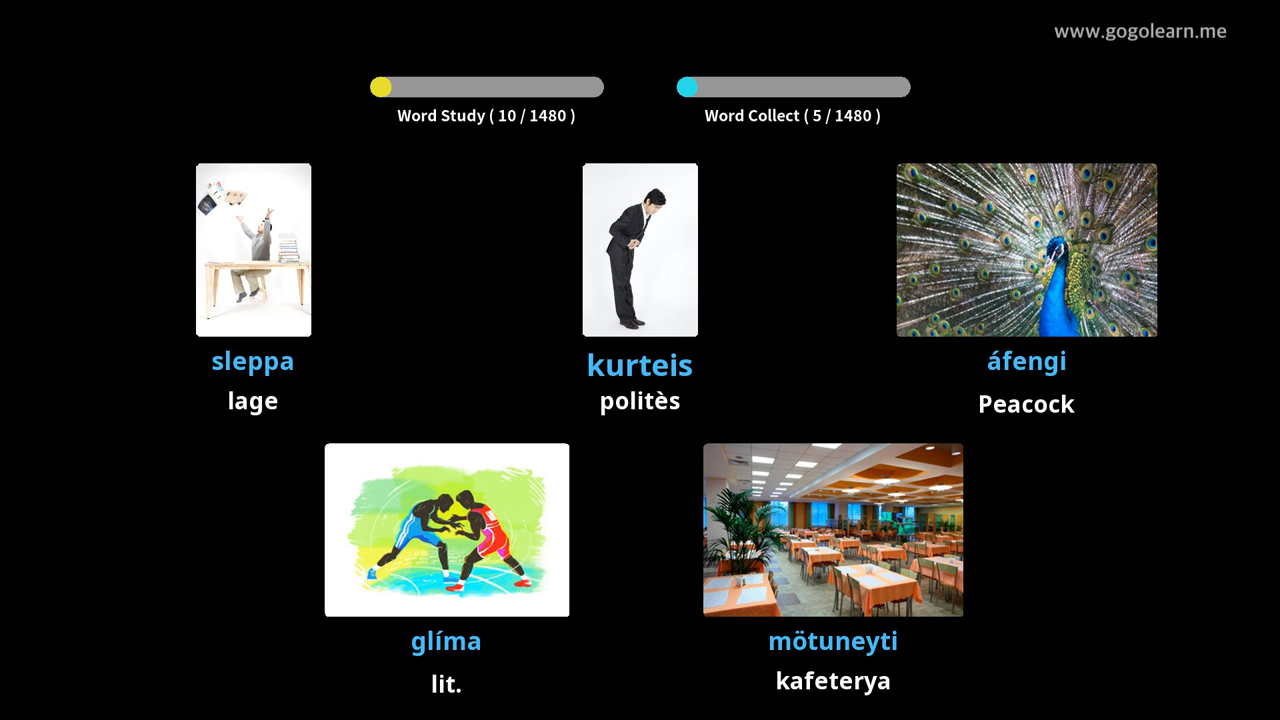 www.gogolearn.me
Word Study ( 10 / 1480 )
Word Collect ( 5 / 1480 )
sleppa
lage
kurteis
politès
áfengi
Peacock
glíma
lit.
mötuneyti
kafeterya